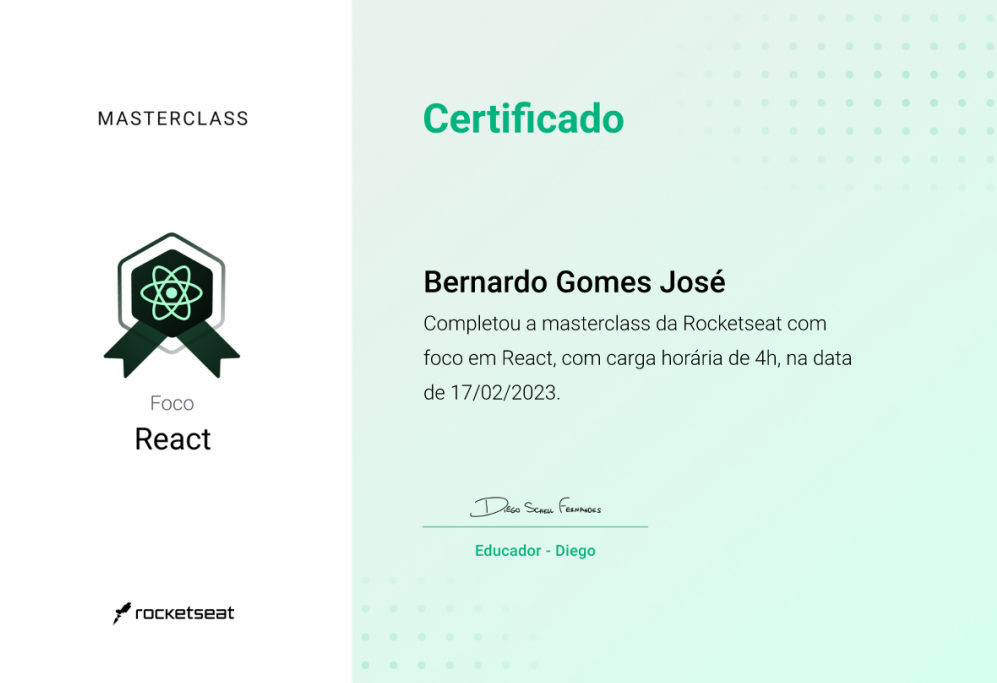 MASTERCLASS
Foco
React
rocketseat
Certificado
Bernardo Gomes José
Completou a masterclass da Rocketseat com
foco em React, com carga horária de 4h, na data
de 17/02/2023.
Diego Schell Fernandes
Educador - Diego